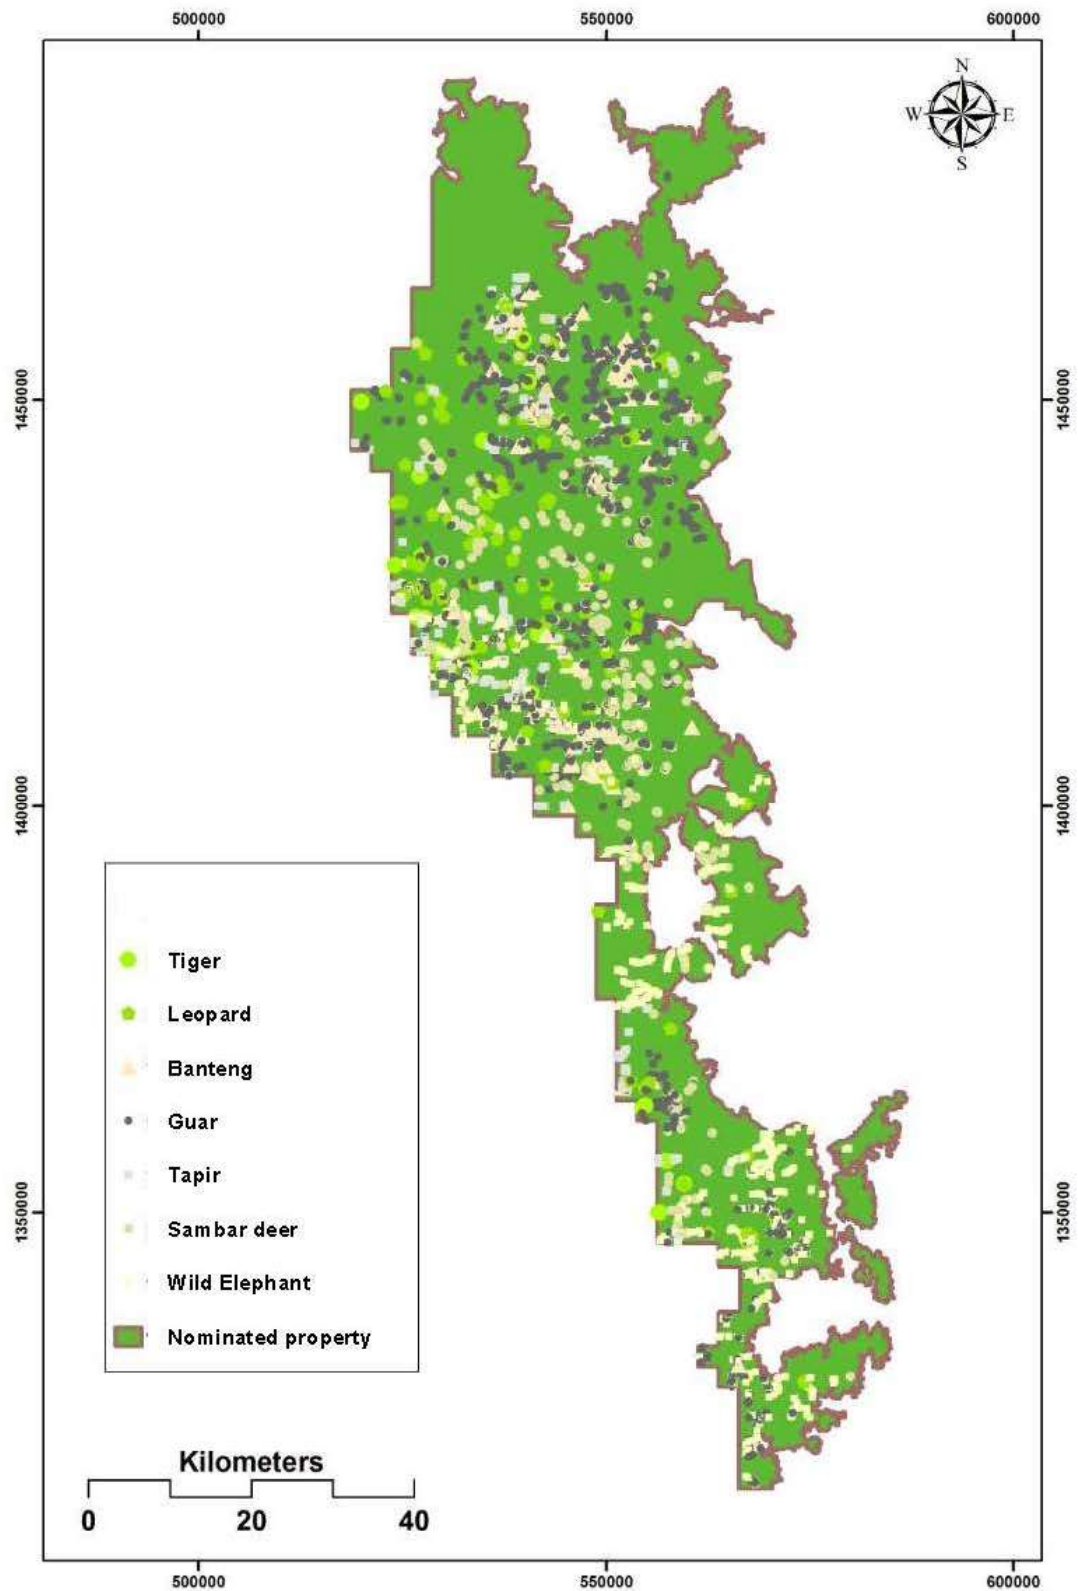 500000 550000 600000
N
W E
S
1450000 1450000
1400000 1400000
Tiger
Leopard
Banteng
Guar
Tapir
Sambar deer
Wild Elephant
Nominated property
1350000 1350000
Kilometers
0 20 40
500000 550000 600000